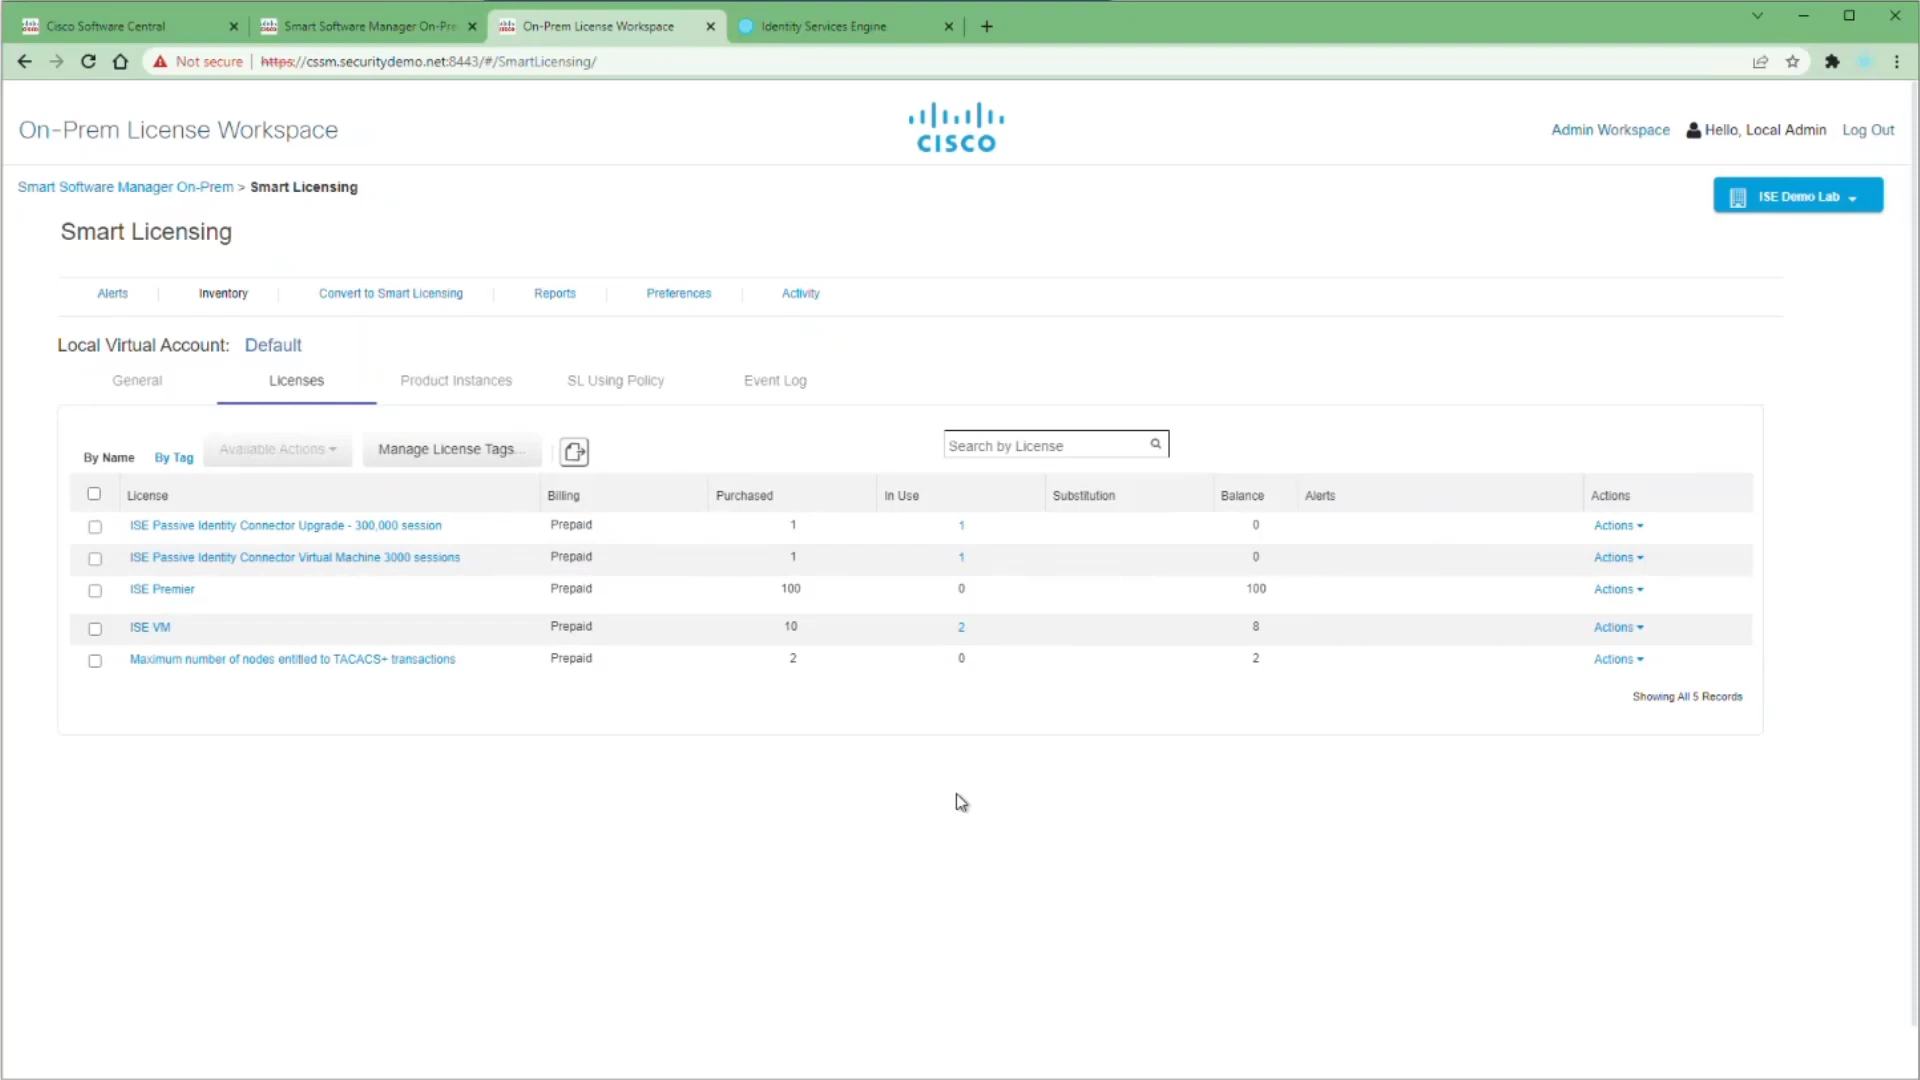 Cisco Software Central
Smart Software Manager On-Pre
On-Prem License Workspace
Identity Services Engine
Not secure
https://cssm.securitydemo.net:8443/#/SmartLicensing/
On-Prem License Workspace
CISCO
Admin Workspace
Hello, Local Admin
Log Out
Smart Software Manager On-Prem > Smart Licensing
ISE Demo Lab
Smart Licensing
Alerts
Inventory
Convert to Smart Licensing
Reports
Preferences
Activity
Local Virtual Account: Default
General
Licenses
Product Instances
SL Using Policy
Event Log
By Name
By Tag
Available Actions
Manage License Tags...
Search by License
License Billing Purchased In Use Substitution Balance Alerts Actions
ISE Passive Identity Connector Upgrade - 300,000 session Prepaid 1 1 0 Actions
ISE Passive Identity Connector Virtual Machine 3000 sessions Prepaid 1 1 0 Actions
ISE Premier Prepaid 100 0 100 Actions
ISE VM Prepaid 10 2 8 Actions
Maximum number of nodes entitled to TACACS+ transactions Prepaid 2 0 2 Actions
Showing All 5 Records